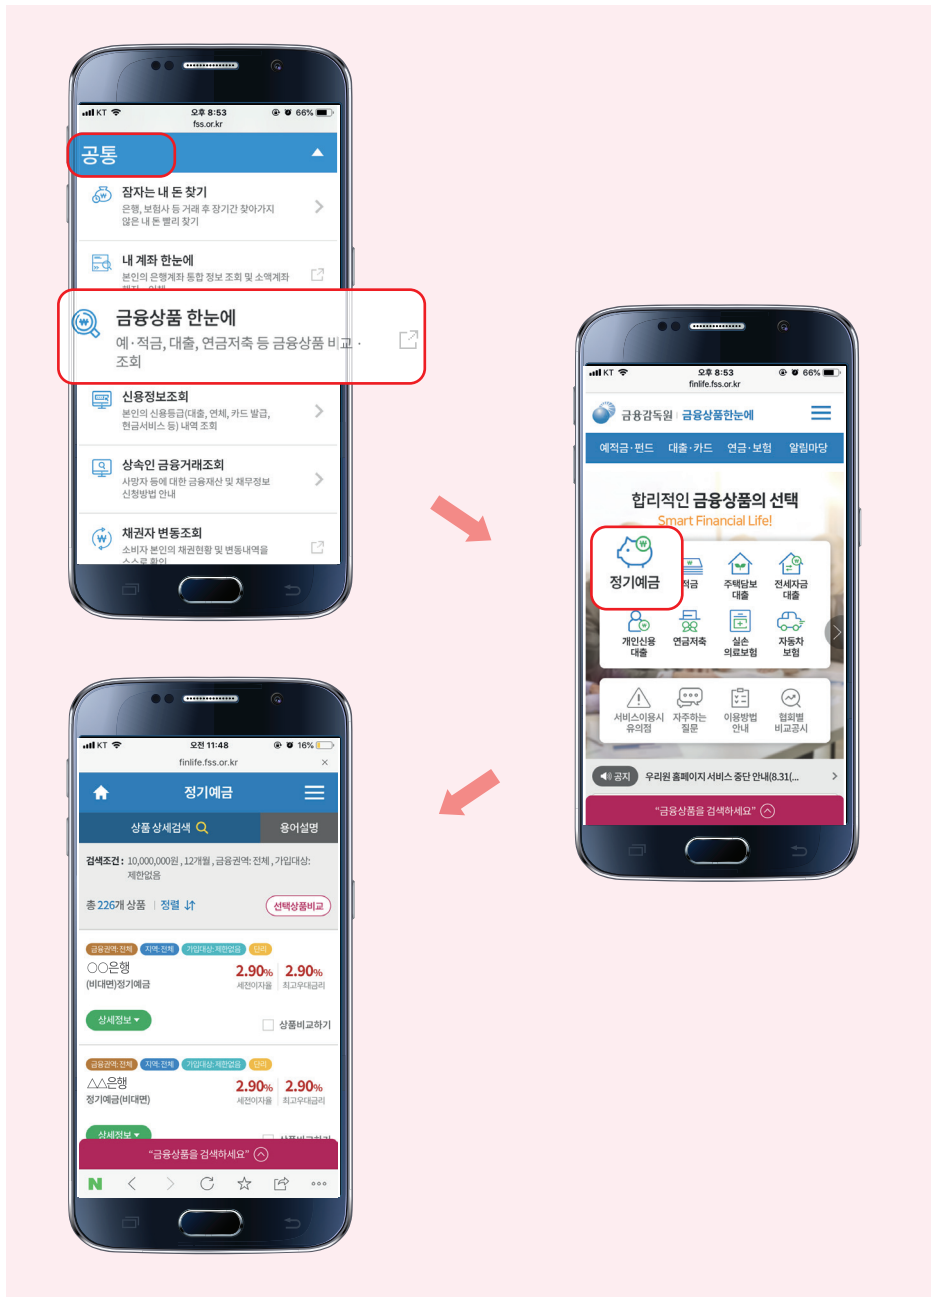 KT
오후 8:53
66%
fss.or.kr
공통
잠자는 내 돈 찾기
은행, 보험사 등 거래 후 장기간 찾아가지
않은 내 돈 빨리 찾기
내 계좌 한눈에
본인의 은행계좌 통합 정보 조회 및 소액계좌
금융상품 한눈에
예·적금, 대출, 연금저축 등 금융상품 비교 ·
조회
신용정보조회
본인의 신용등급(대출, 연체, 카드 발급,
현금서비스 등) 내역 조회
상속인 금융거래조회
사망자 등에 대한 금융재산 및 채무정보
신청방법 안내
채권자 변동조회
소비자 본인의 채권현황 및 변동내역을
스스로 확인
KT
오후 8:53
66%
finlife.fss.or.kr
금융감독원 금융상품한눈에
예적금·펀드 대출·카드 연금·보험 알림마당
합리적인 금융상품의 선택
Smart Financial Life!
정기예금
적금
주택담보
대출
전세자금
대출
개인신용
대출
연금저축
실손
의료보험
자동차
보험
서비스이용시
유의점
자주하는
질문
이용방법
안내
협회별
비교공시
공지 우리원 홈페이지 서비스 중단 안내(8.31(...
“금융상품을 검색하세요”
KT
오전 11:48
16%
finlife.fss.or.kr ×
정기예금
상품 상세검색 용어설명
검색조건 : 10,000,000원 , 12개월 , 금융권역: 전체 , 가입대상:
제한없음
총 226개 상품 | 정렬 선택상품비교
금융권역:전체 지역:전체 가입대상:제한없음 단리
○○은행
(비대면)정기예금
2.90% 2.90%
세전이자율 최고우대금리
상세정보 상품비교하기
금융권역:전체 지역:전체 가입대상:제한없음 단리
△△은행
정기예금(비대면)
2.90% 2.90%
세전이자율 최고우대금리
상세정보 상품비교하기
“금융상품을 검색하세요”
N